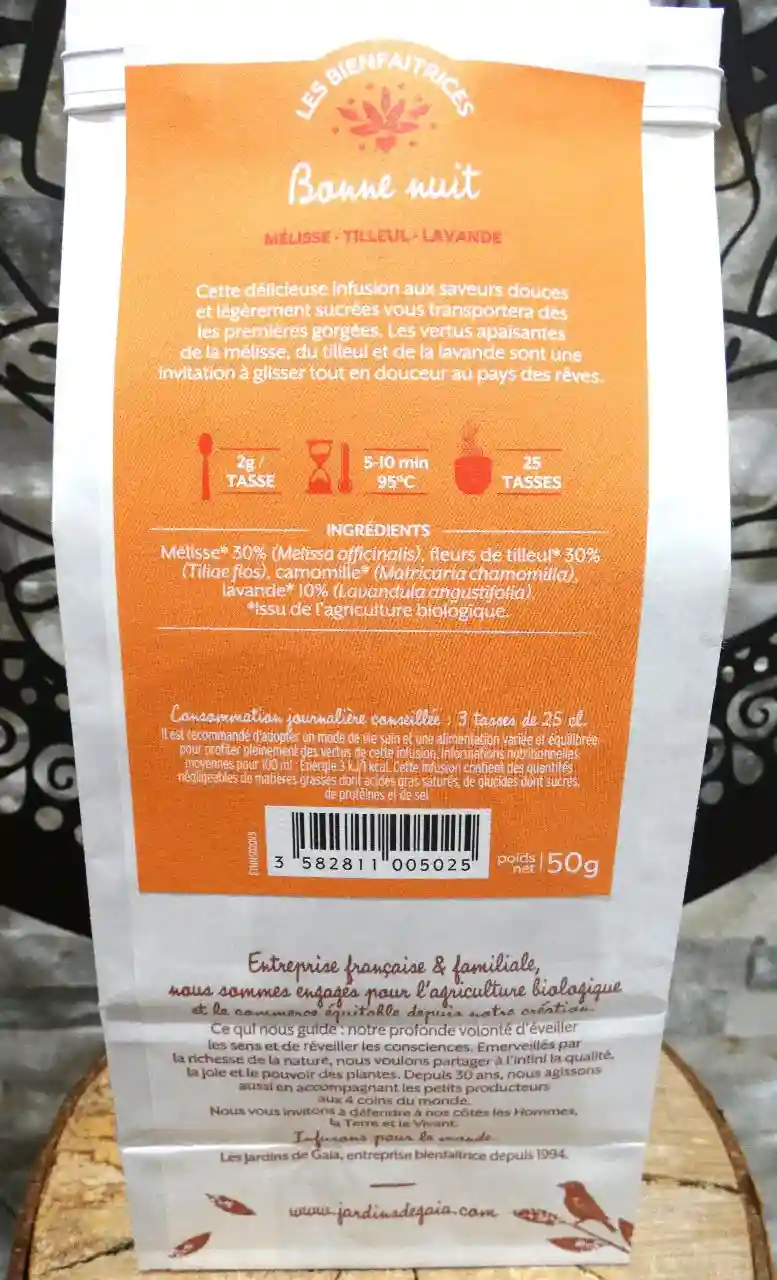 LES BIENFAITRICES
Bonne nuit
MÉLISSE - TILLEUL - LAVANDE
Cette délicieuse infusion aux saveurs douces
et légèrement sucrées vous transportera dès
les premières gorgées. Les vertus apaisantes
de la mélisse, du tilleul et de la lavande sont une
invitation à glisser tout en douceur au pays des rêves.
2g /
TASSE
5-10 min
95°C
25
TASSES
INGRÉDIENTS
Mélisse* 30% (Melissa officinalis), fleurs de tilleul* 30%
(Tiliae flos), camomille* (Matricaria chamomilla),
lavande* 10% (Lavandula angustifolia)
*Issu de l'agriculture biologique.
Consommation journalière conseillée : 3 tasses de 25 cl.
Il est recommandé d'adopter un mode de vie sain et une alimentation variée et équilibrée
pour profiter pleinement des vertus de cette infusion. Informations nutritionnelles
moyennes pour 100 ml : Energie 3 kJ/1 kcal. Cette infusion contient des quantités
négligeables de matières grasses dont acides gras saturés, de glucides dont sucres,
de protéines et de sel
3 582811 005025
poids
net
50g
Entreprise française & familiale,
nous sommes engagés pour l'agriculture biologique
et le commerce équitable depuis notre création.
Ce qui nous guide : notre profonde volonté d'éveiller
les sens et de réveiller les consciences. Emerveillés par
la richesse de la nature, nous voulons partager à l'infini la qualité,
la joie et le pouvoir des plantes. Depuis 30 ans, nous agissons
aussi en accompagnant les petits producteurs
aux 4 coins du monde.
Nous vous invitons à défendre à nos côtés les Hommes,
la Terre et le Vivant.
Infusons pour le monde
Les Jardins de Gaïa, entreprise bienfaitrice depuis 1994.
www.jardinsdegaia.com